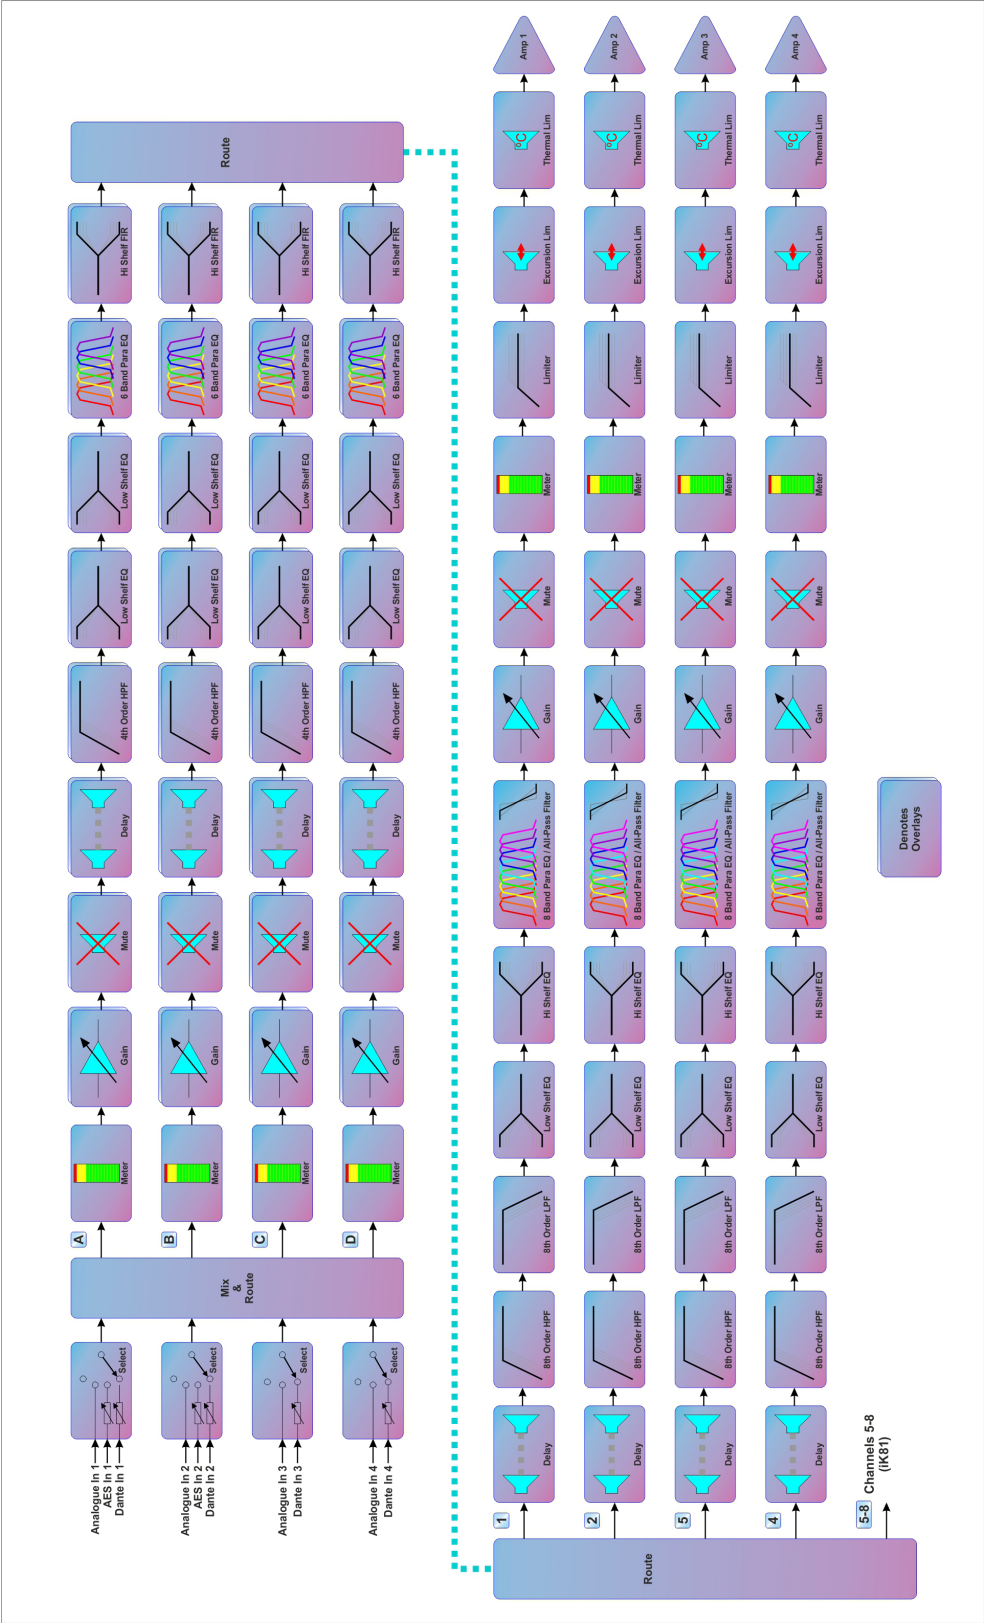 Analogue In 1
AES In 1
Dante In 1
Select
Analogue In 2
AES In 2
Dante In 2
Select
Analogue In 3
Dante In 3
Select
Analogue In 4
Dante In 4
Select
Mix
&
Route
A
Meter
Gain
Mute
Delay
4th Order HPF
Low Shelf EQ
Low Shelf EQ
6 Band Para EQ
Hi Shelf FIR
B
Meter
Gain
Mute
Delay
4th Order HPF
Low Shelf EQ
Low Shelf EQ
6 Band Para EQ
Hi Shelf FIR
C
Meter
Gain
Mute
Delay
4th Order HPF
Low Shelf EQ
Low Shelf EQ
6 Band Para EQ
Hi Shelf FIR
D
Meter
Gain
Mute
Delay
4th Order HPF
Low Shelf EQ
Low Shelf EQ
6 Band Para EQ
Hi Shelf FIR
Route
Route
1
Delay
8th Order HPF
8th Order LPF
Low Shelf EQ
Hi Shelf EQ
8 Band Para EQ / All-Pass Filter
Gain
Mute
Meter
Limiter
Excursion Lim
ºC
Thermal Lim
Amp 1
2
Delay
8th Order HPF
8th Order LPF
Low Shelf EQ
Hi Shelf EQ
8 Band Para EQ / All-Pass Filter
Gain
Mute
Meter
Limiter
Excursion Lim
ºC
Thermal Lim
Amp 2
5
Delay
8th Order HPF
8th Order LPF
Low Shelf EQ
Hi Shelf EQ
8 Band Para EQ / All-Pass Filter
Gain
Mute
Meter
Limiter
Excursion Lim
ºC
Thermal Lim
Amp 3
4
Delay
8th Order HPF
8th Order LPF
Low Shelf EQ
Hi Shelf EQ
8 Band Para EQ / All-Pass Filter
Gain
Mute
Meter
Limiter
Excursion Lim
ºC
Thermal Lim
Amp 4
5-8
Channels 5-8
(iK81)
Denotes
Overlays